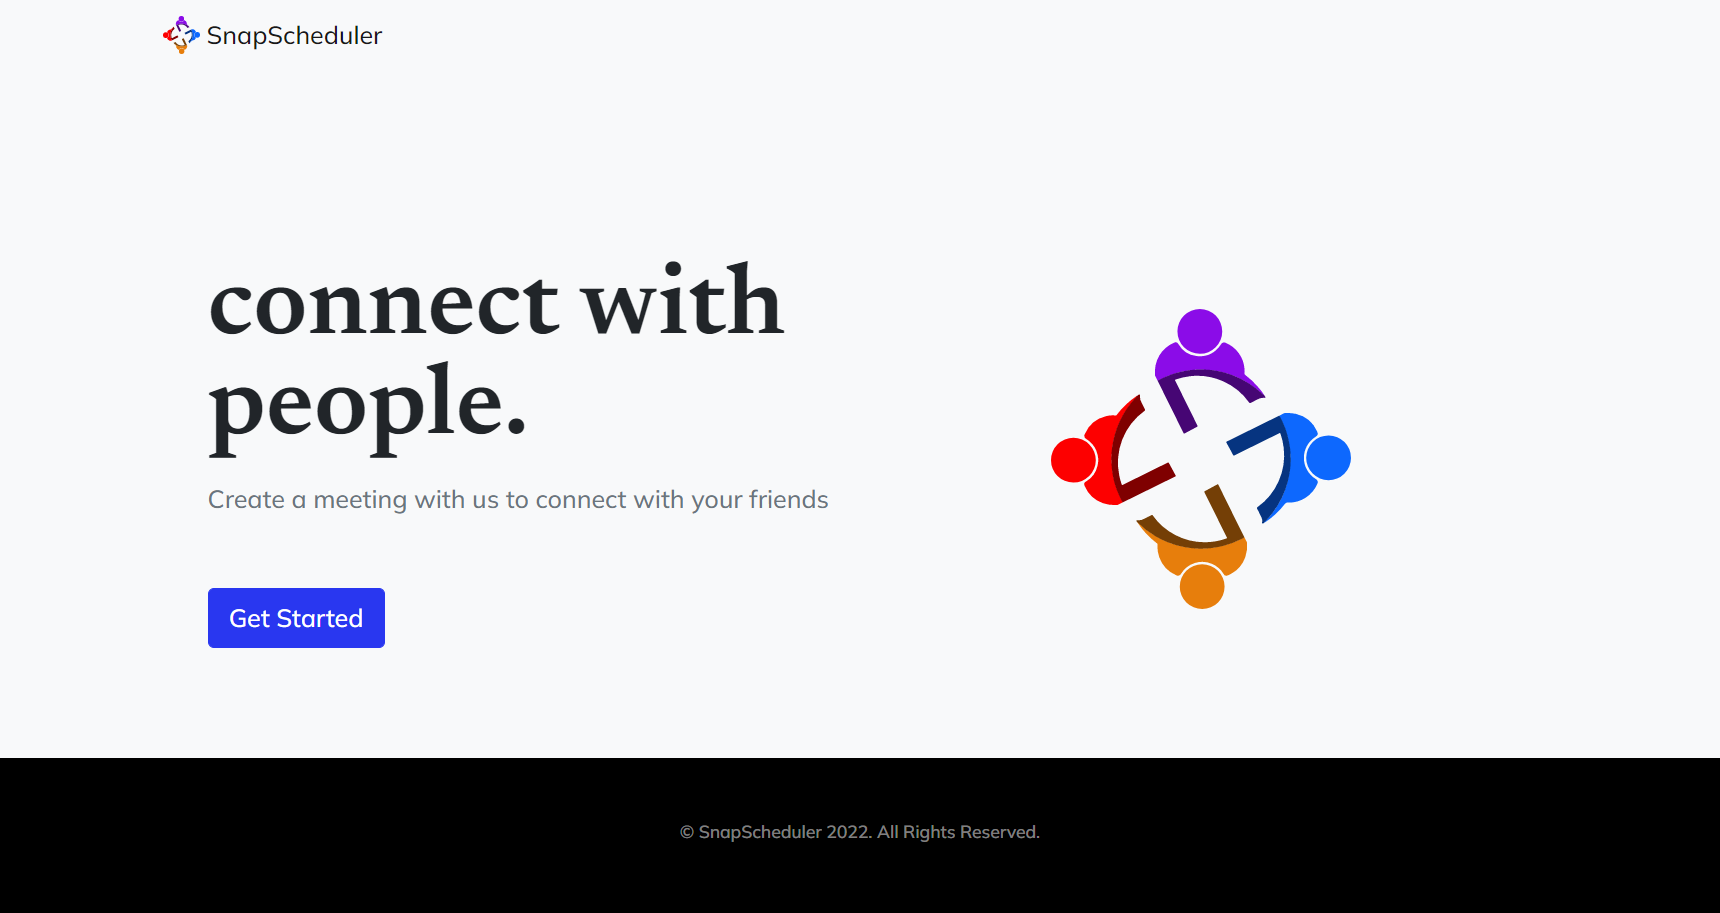 SnapScheduler
connect with
people.
Create a meeting with us to connect with your friends
Get Started
© SnapScheduler 2022. All Rights Reserved.